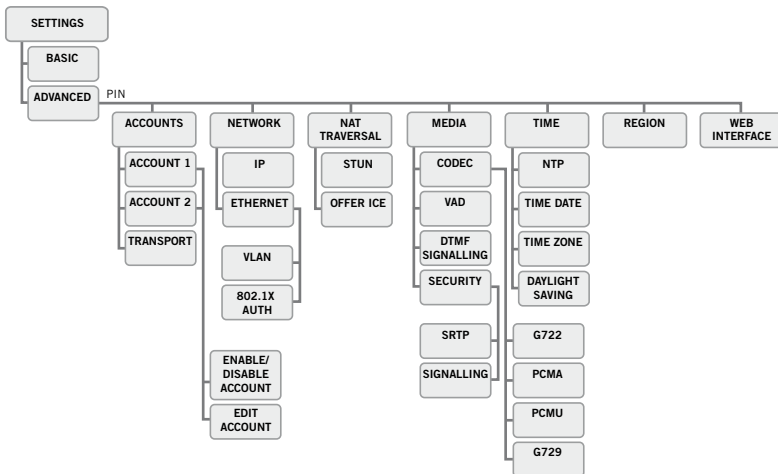 SETTINGS
BASIC
ADVANCED
PIN
ACCOUNTS
ACCOUNT 1
ACCOUNT 2
TRANSPORT
NETWORK
IP
ETHERNET
VLAN
802.1X
AUTH
ENABLE/
DISABLE
ACCOUNT
EDIT
ACCOUNT
NAT
TRAVERSAL
STUN
OFFER ICE
MEDIA
CODEC
VAD
DTMF
SIGNALLING
SECURITY
SRTP
SIGNALLING
TIME
NTP
TIME DATE
TIME ZONE
DAYLIGHT
SAVING
G722
PCMA
PCMU
G729
REGION
WEB
INTERFACE